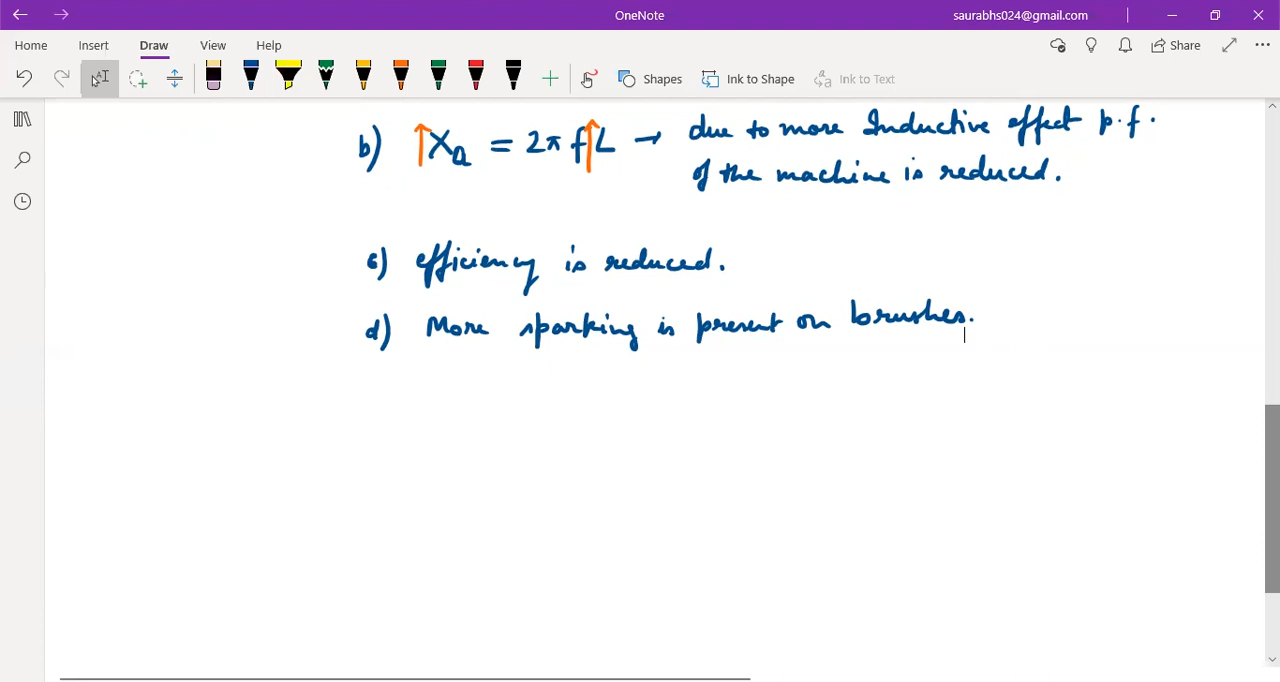 OneNote
saurabhs024@gmail.com
Home Insert Draw View Help
Share
Shapes Ink to Shape Ink to Text
b) ↑Xa = 2π f↑L → due to more Inductive effect p.f.
of the machine is reduced.
c) efficiency is reduced.
d) More sparking is present on brushes.